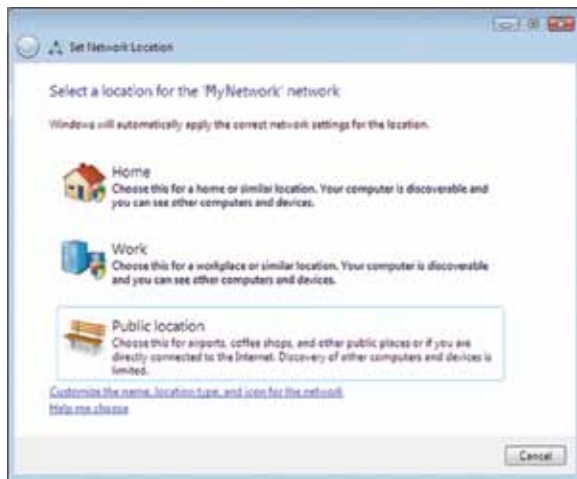 Set Network Location
Select a location for the 'MyNetwork' network
Windows will automatically apply the correct network settings for the location.
Home
Choose this for a home or similar location. Your computer is discoverable and
you can see other computers and devices.
Work
Choose this for a workplace or similar location. Your computer is discoverable
and you can see other computers and devices.
Public location
Choose this for airports, coffee shops, and other public places or if you are
directly connected to the Internet. Discovery of other computers and devices is
limited.
Customize the name, location type, and icon for the network
Help me choose
Cancel